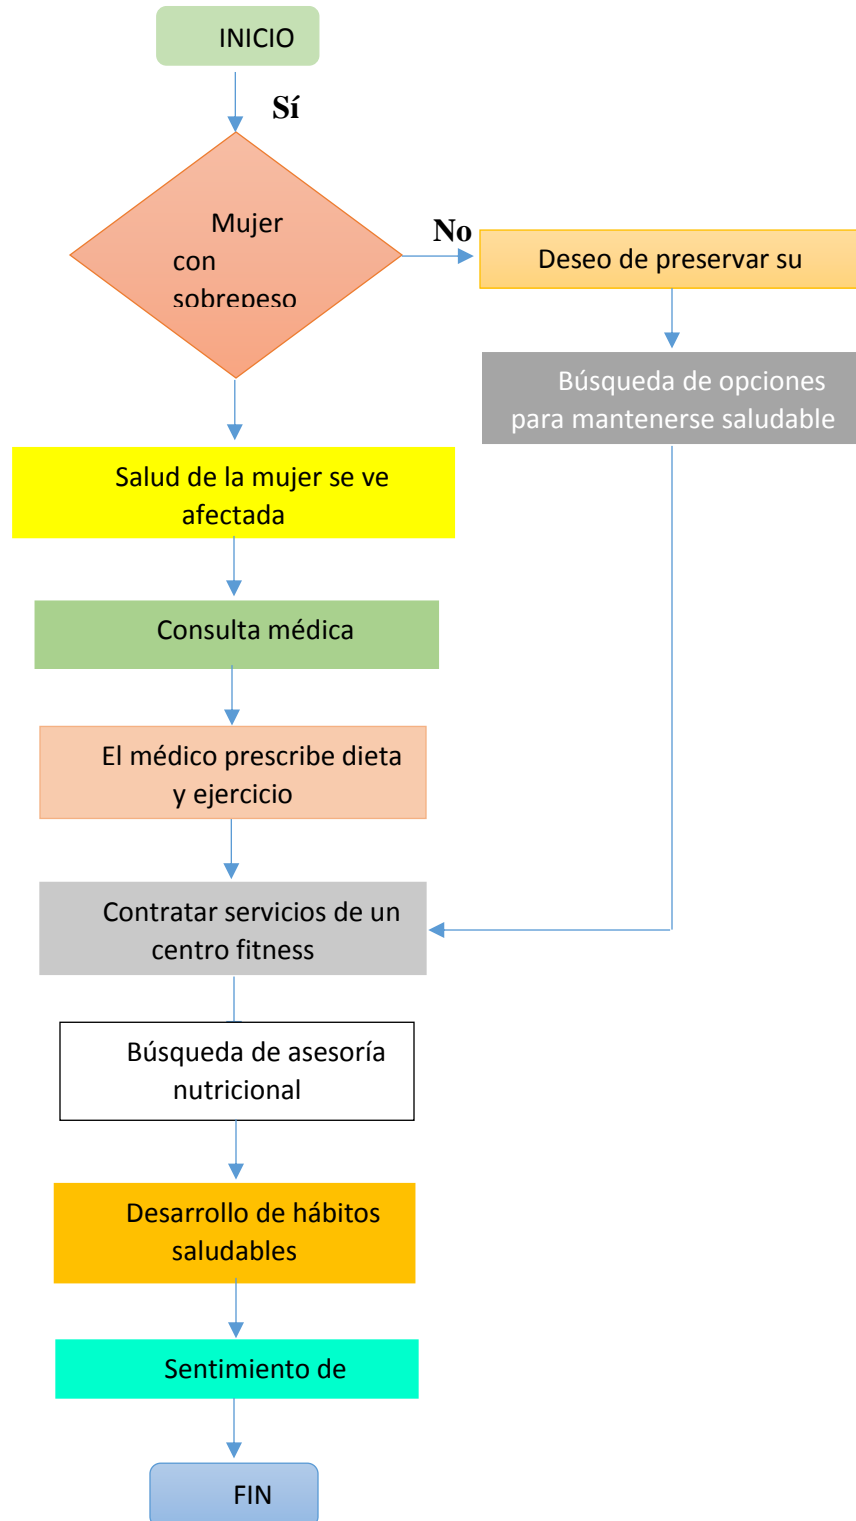 INICIO
Sí
Mujer
con
sobrepeso
No
Deseo de preservar su
Búsqueda de opciones
para mantenerse saludable
Salud de la mujer se ve
afectada
Consulta médica
El médico prescribe dieta
y ejercicio
Contratar servicios de un
centro fitness
Búsqueda de asesoría
nutricional
Desarrollo de hábitos
saludables
Sentimiento de
FIN